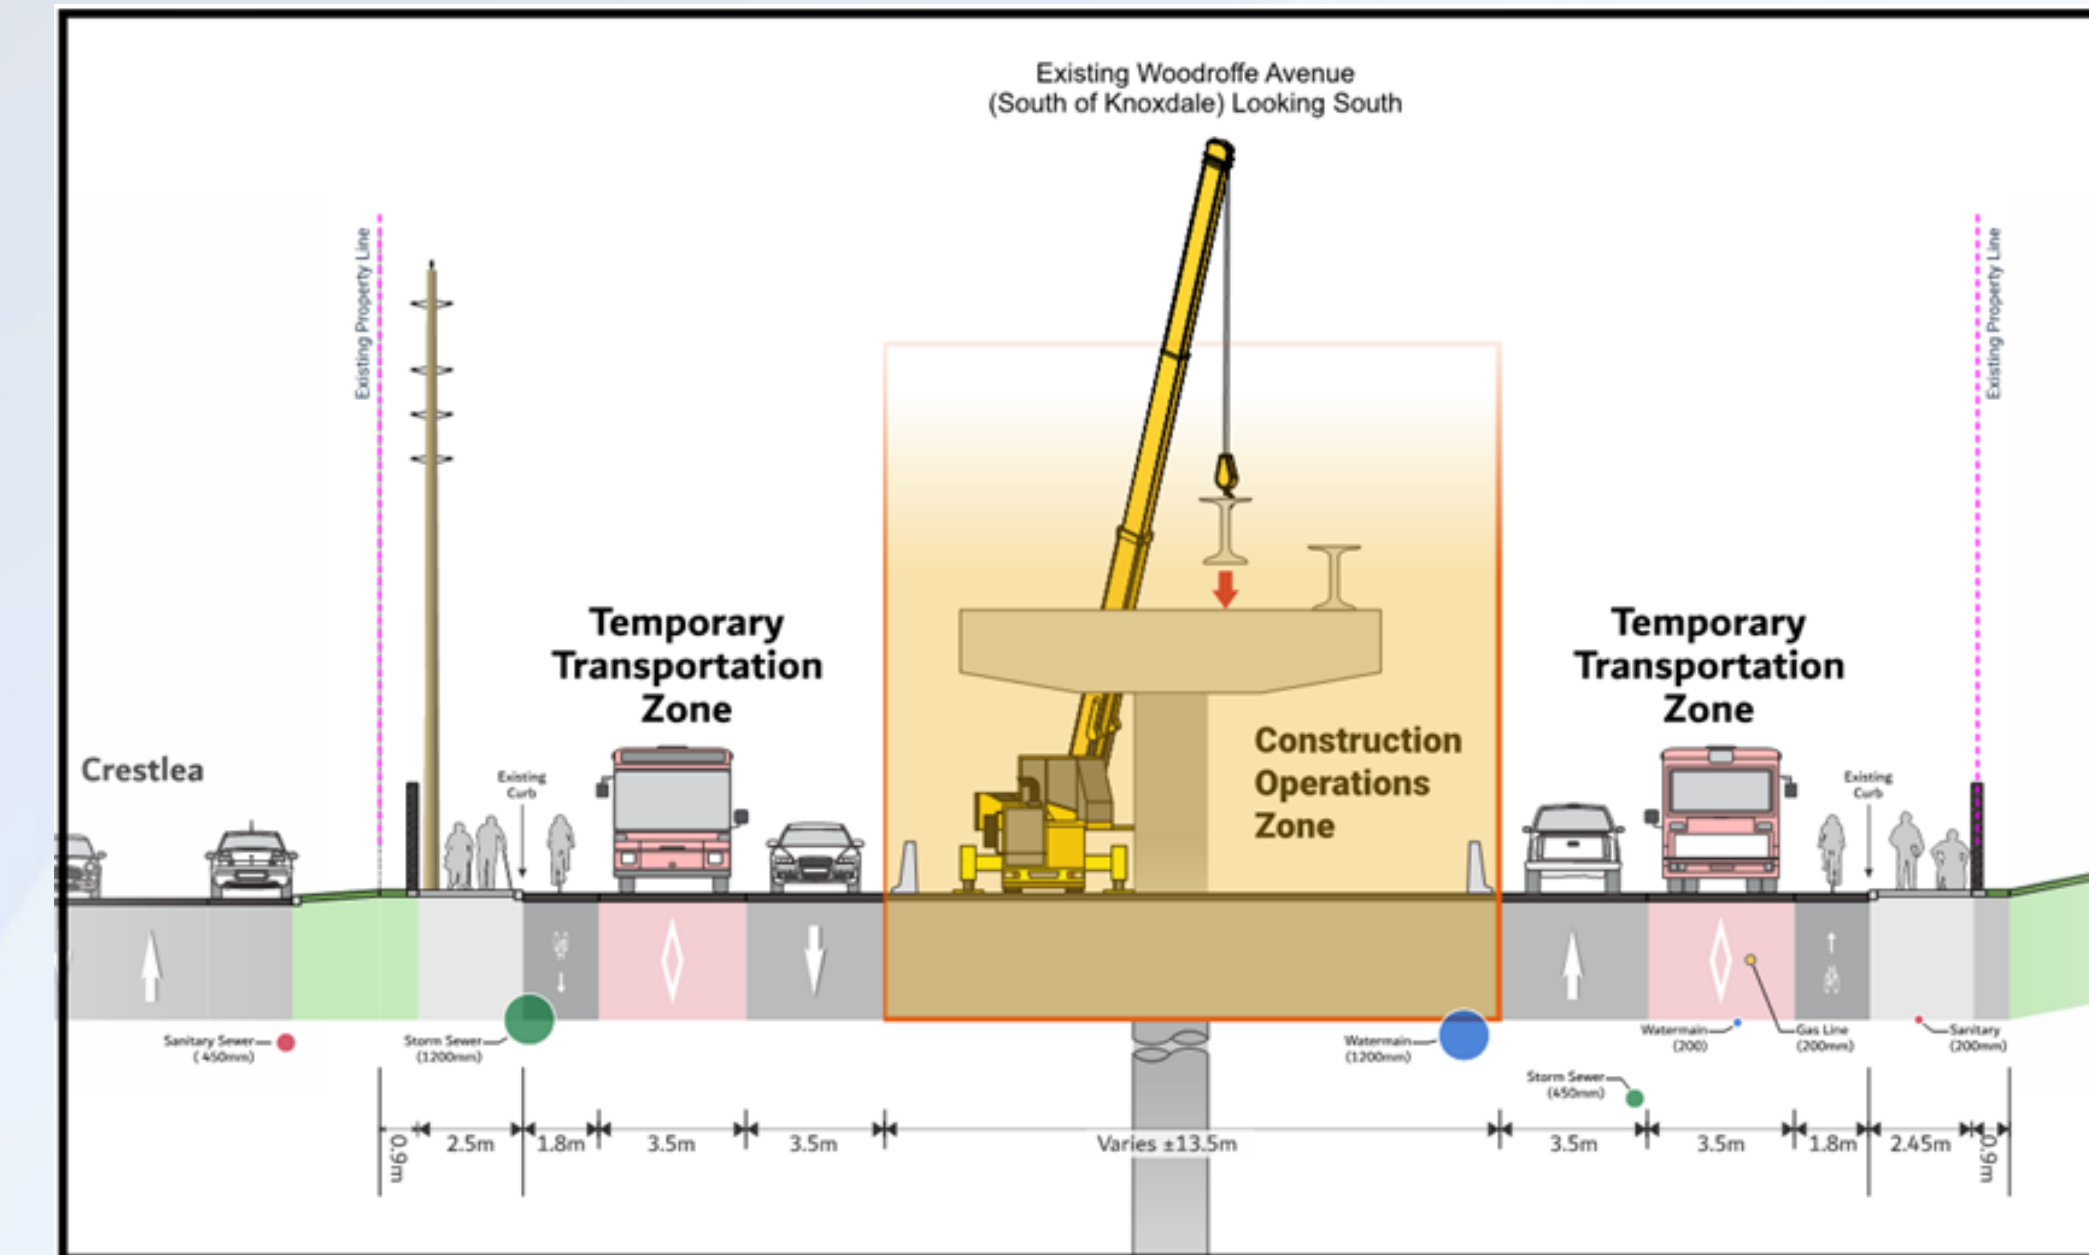 Existing Woodroffe Avenue
(South of Knoxdale) Looking South
Existing Property Line
Existing Property Line
Temporary
Transportation
Zone
Temporary
Transportation
Zone
Construction
Operations
Zone
Crestlea
Existing
Curb
Existing
Curb
Sanitary Sewer
( 450mm)
Storm Sewer
(1200mm)
Watermain
(1200mm)
Watermain
(200)
Gas Line
(200mm)
Sanitary
(200mm)
Storm Sewer
(450mm)
0.9m
2.5m
1.8m
3.5m
3.5m
Varies ±13.5m
3.5m
3.5m
1.8m
2.45m
0.9m